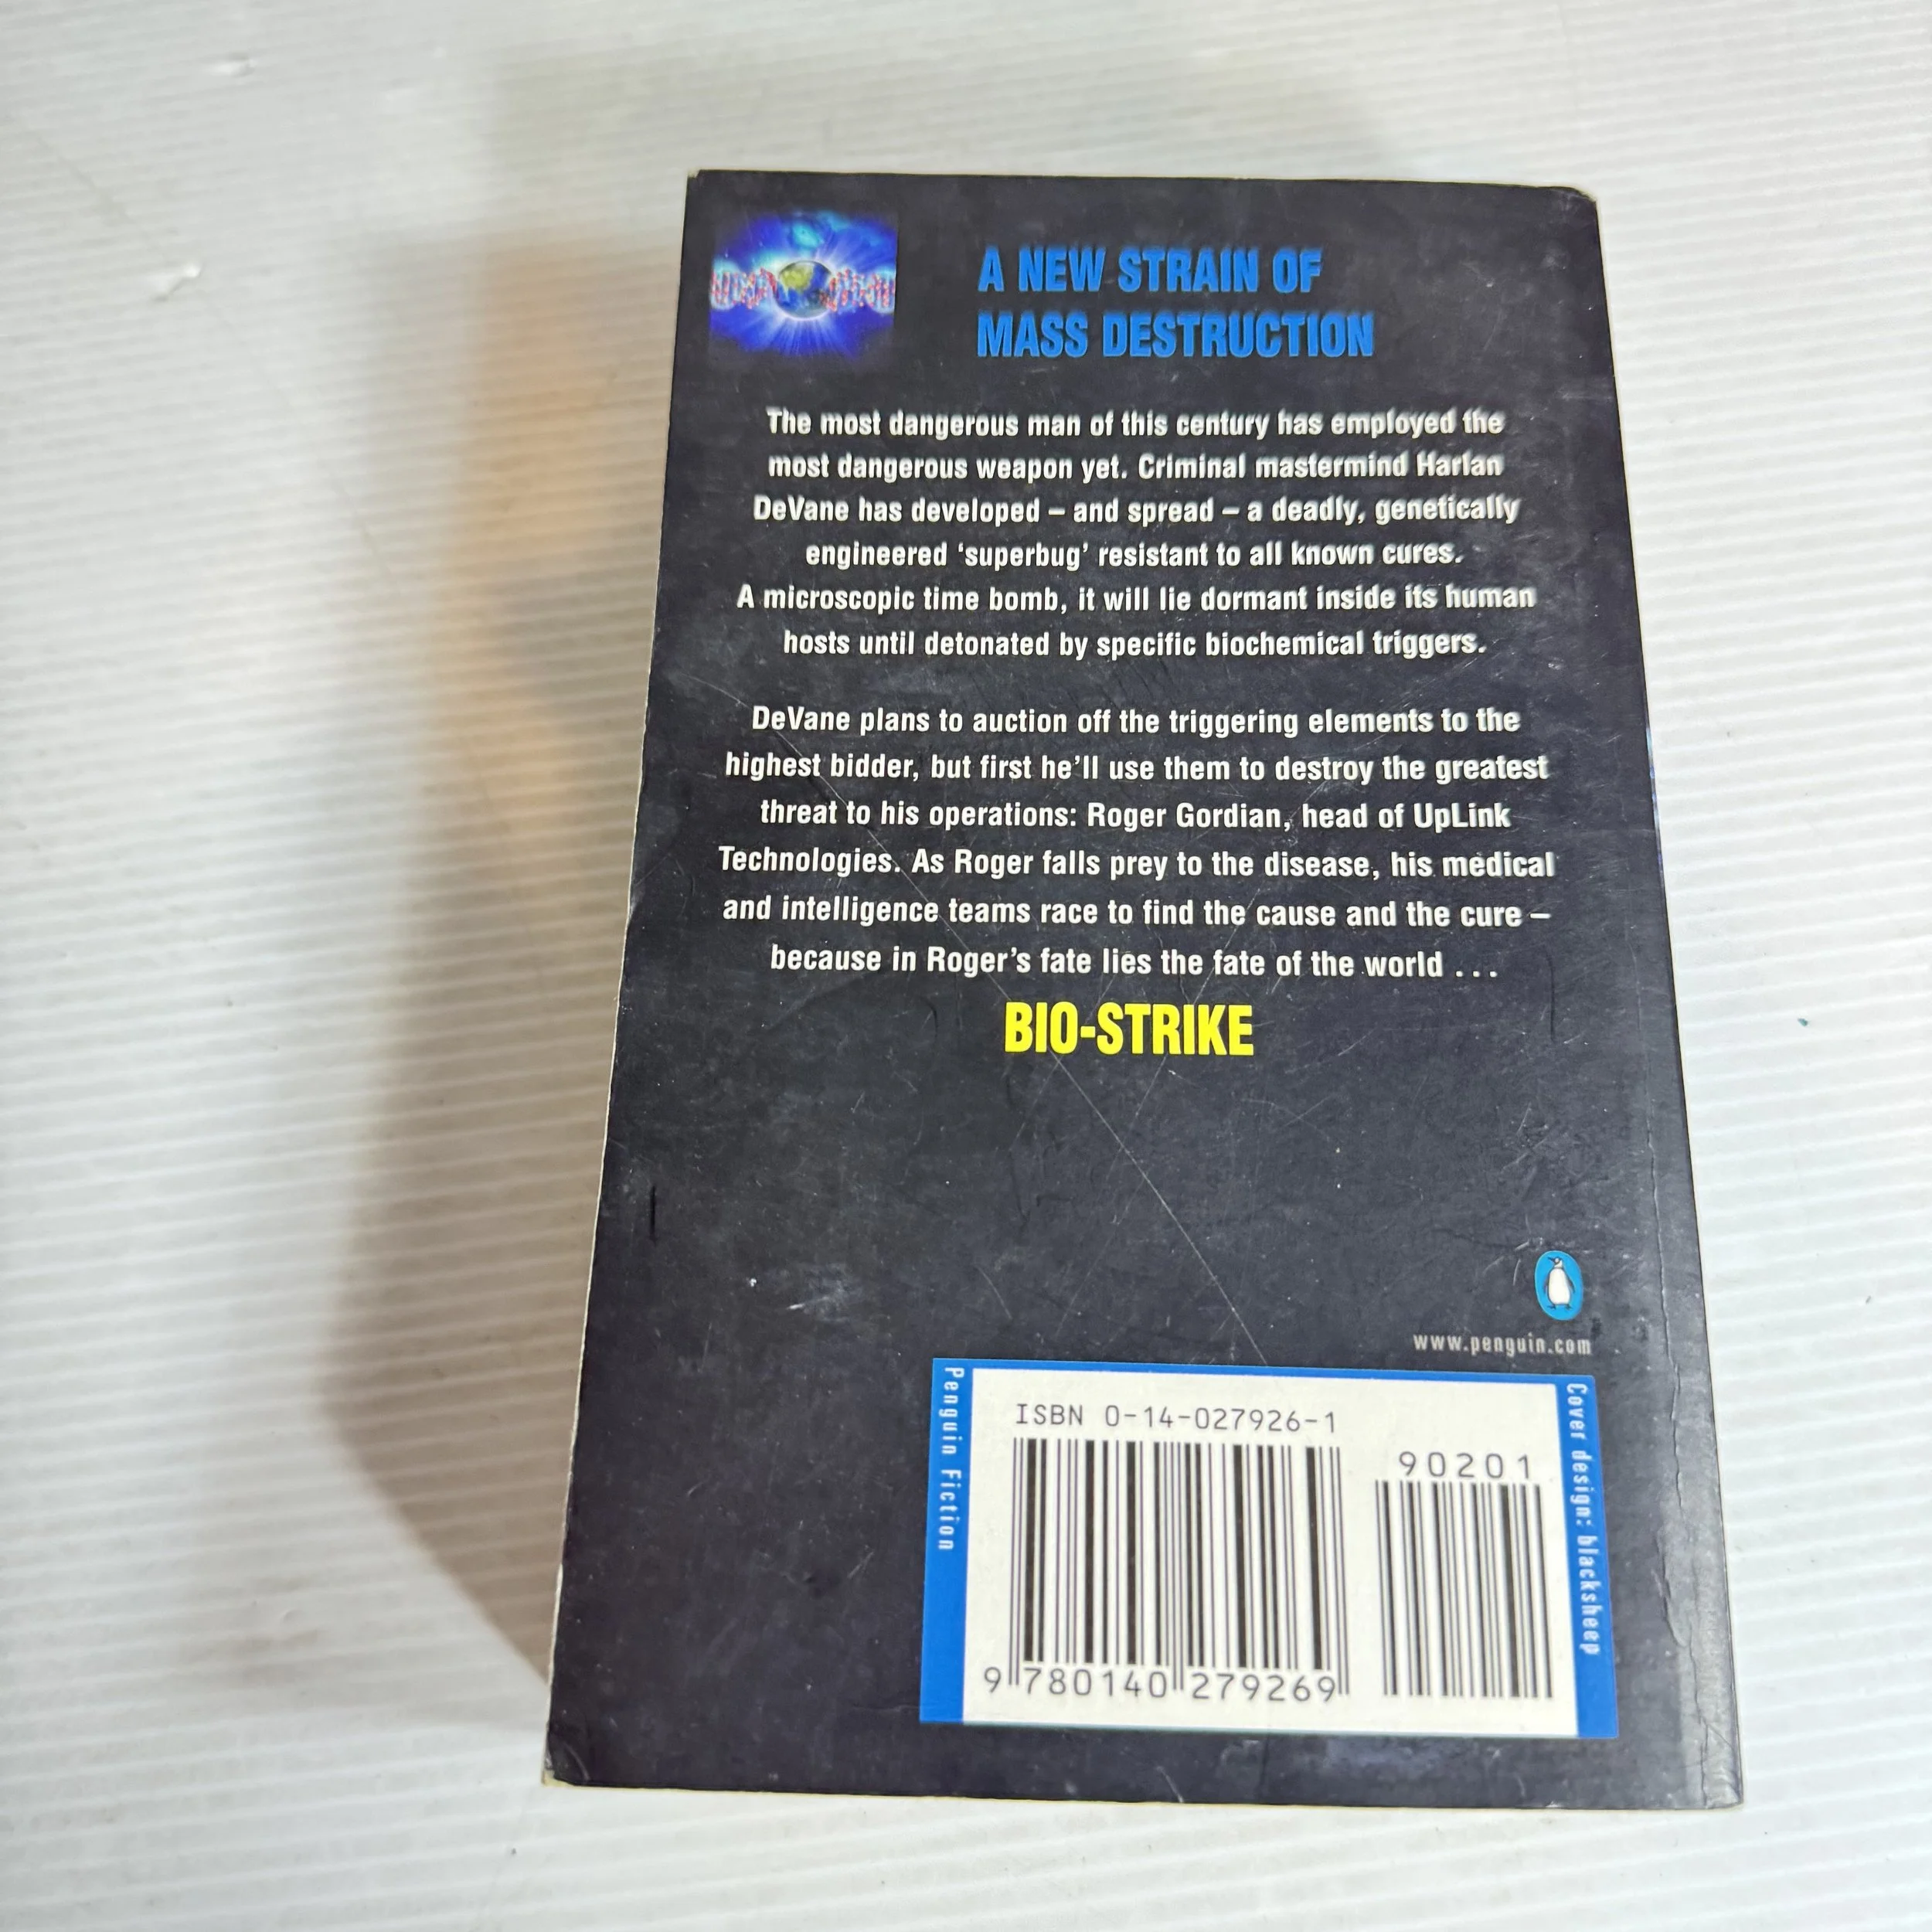 A NEW STRAIN OF
MASS DESTRUCTION
The most dangerous man of this century has employed the
most dangerous weapon yet. Criminal mastermind Harlan
DeVane has developed – and spread – a deadly, genetically
engineered ‘superbug’ resistant to all known cures.
A microscopic time bomb, it will lie dormant inside its human
hosts until detonated by specific biochemical triggers.
DeVane plans to auction off the triggering elements to the
highest bidder, but first he’ll use them to destroy the greatest
threat to his operations: Roger Gordian, head of UpLink
Technologies. As Roger falls prey to the disease, his medical
and intelligence teams race to find the cause and the cure –
because in Roger’s fate lies the fate of the world . . .
BIO-STRIKE
www.penguin.com
Penguin Fiction
ISBN 0-14-027926-1
90201
9 780140 279269
Cover design: blacksheep